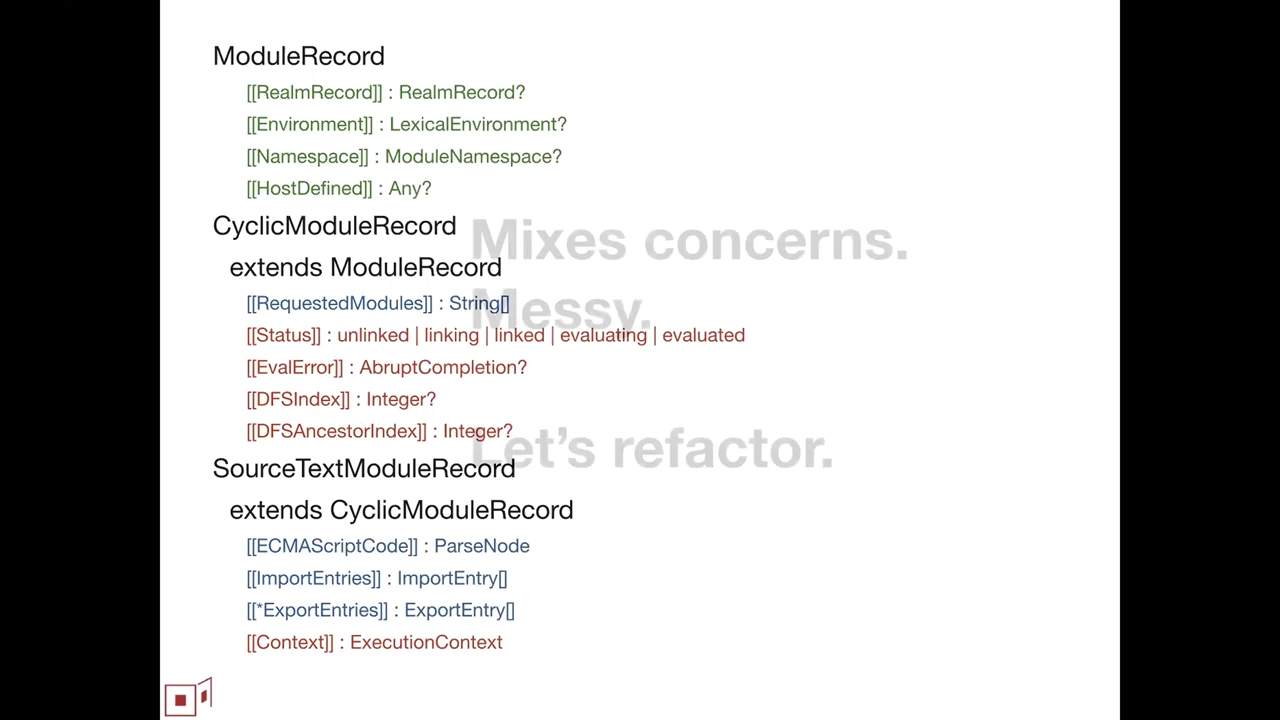 ModuleRecord
[[RealmRecord]] : RealmRecord?
[[Environment]] : LexicalEnvironment?
[[Namespace]] : ModuleNamespace?
[[HostDefined]] : Any?
CyclicModuleRecord
Mixes concerns.
extends ModuleRecord
[[RequestedModules]] : String[]
Messy.
[[Status]] : unlinked | linking | linked | evaluating | evaluated
[[EvalError]] : AbruptCompletion?
[[DFSIndex]] : Integer?
[[DFSAncestorIndex]] : Integer?
Let's refactor.
SourceTextModuleRecord
extends CyclicModuleRecord
[[ECMAScriptCode]] : ParseNode
[[ImportEntries]] : ImportEntry[]
[[*ExportEntries]] : ExportEntry[]
[[Context]] : ExecutionContext